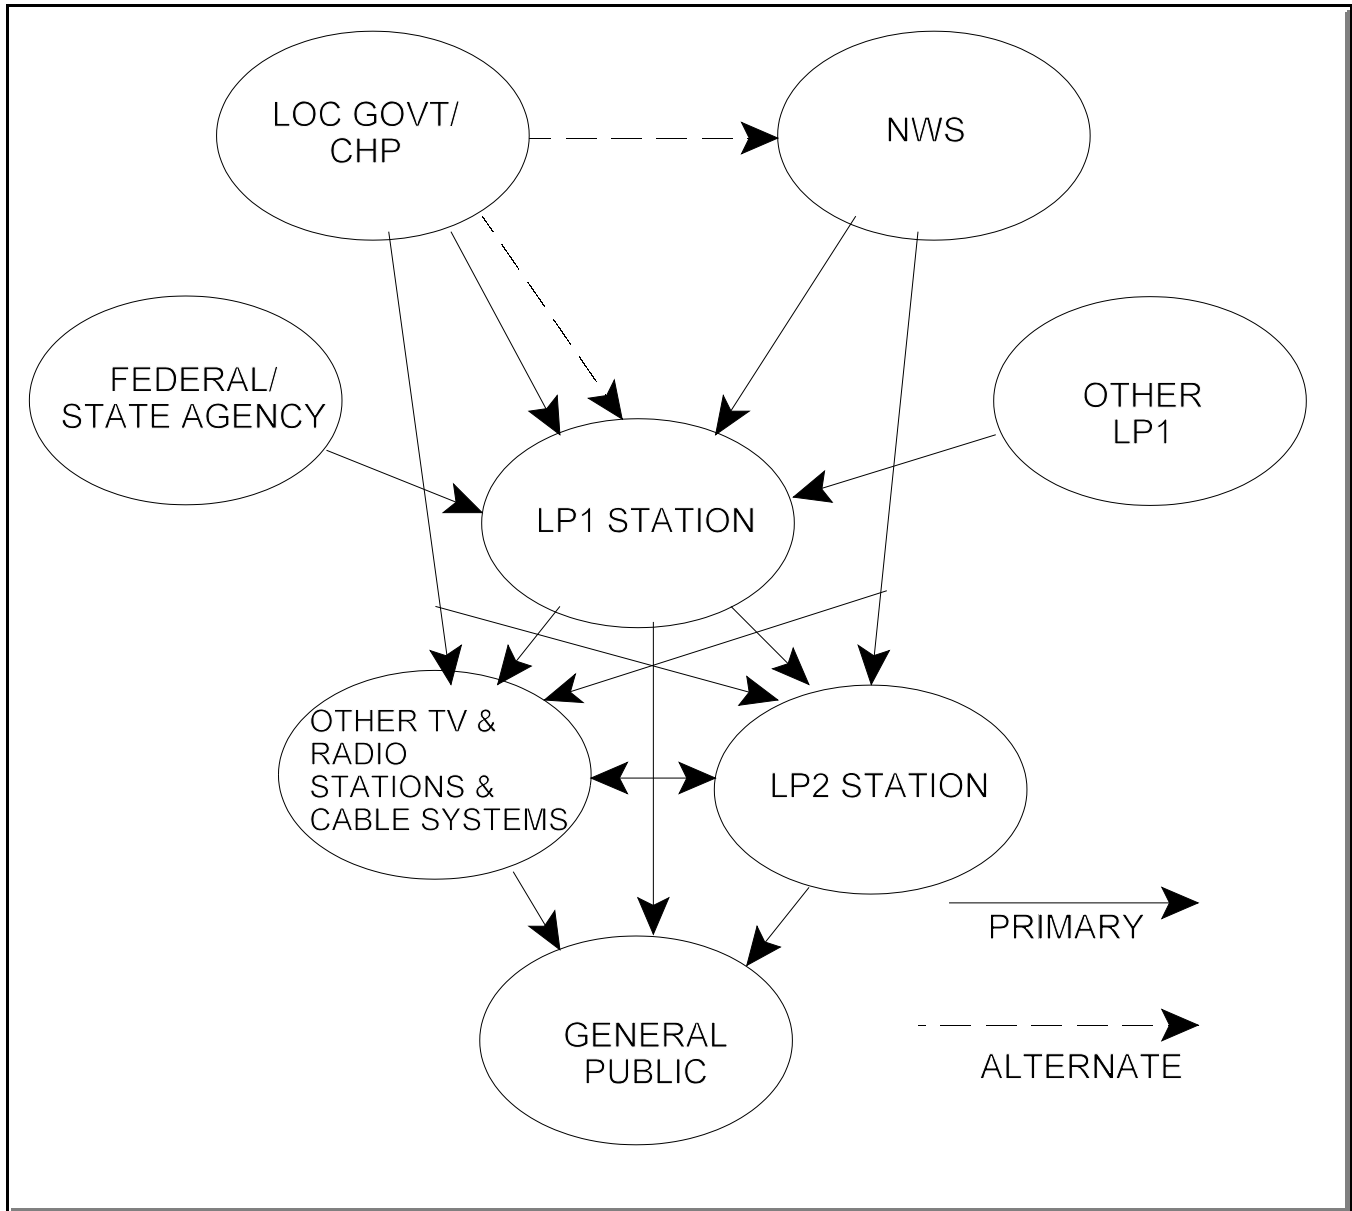 LOC GOVT/
CHP
NWS
FEDERAL/
STATE AGENCY
OTHER
LP1
LP1 STATION
OTHER TV &
RADIO
STATIONS &
CABLE SYSTEMS
LP2 STATION
PRIMARY
ALTERNATE
GENERAL
PUBLIC